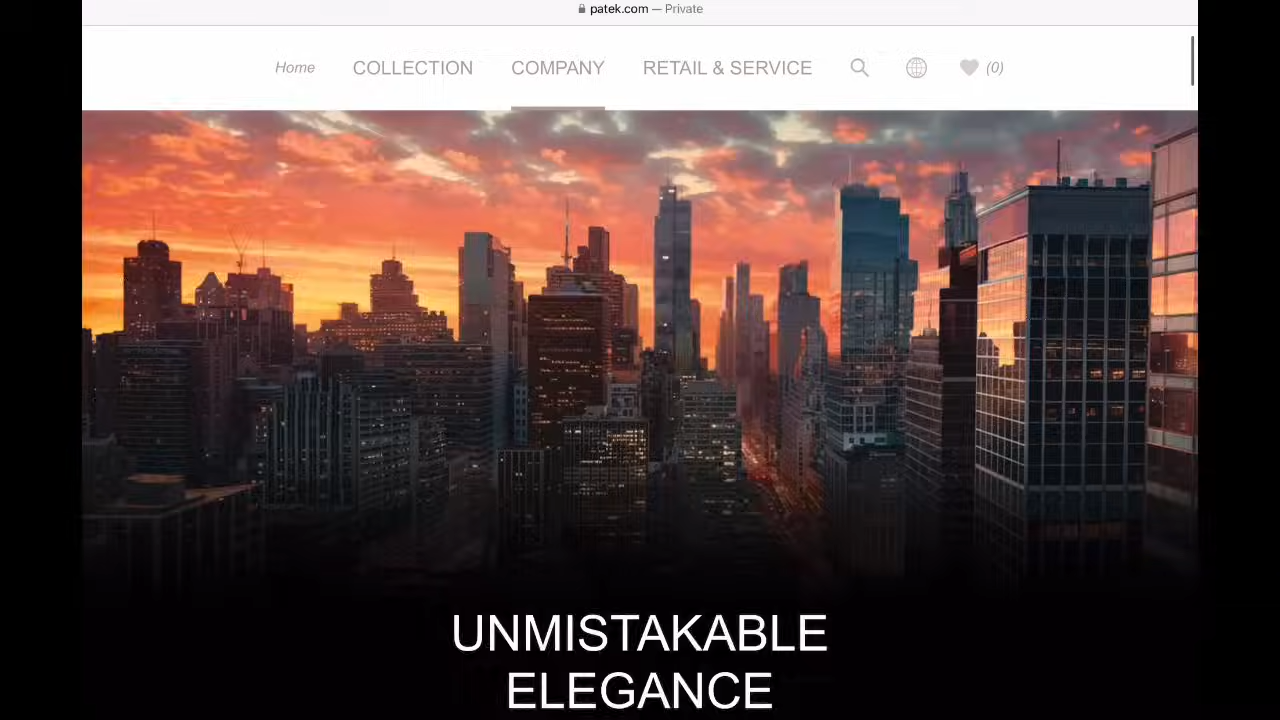 patek.com — Private
Home COLLECTION COMPANY RETAIL & SERVICE (0)
UNMISTAKABLE
ELEGANCE